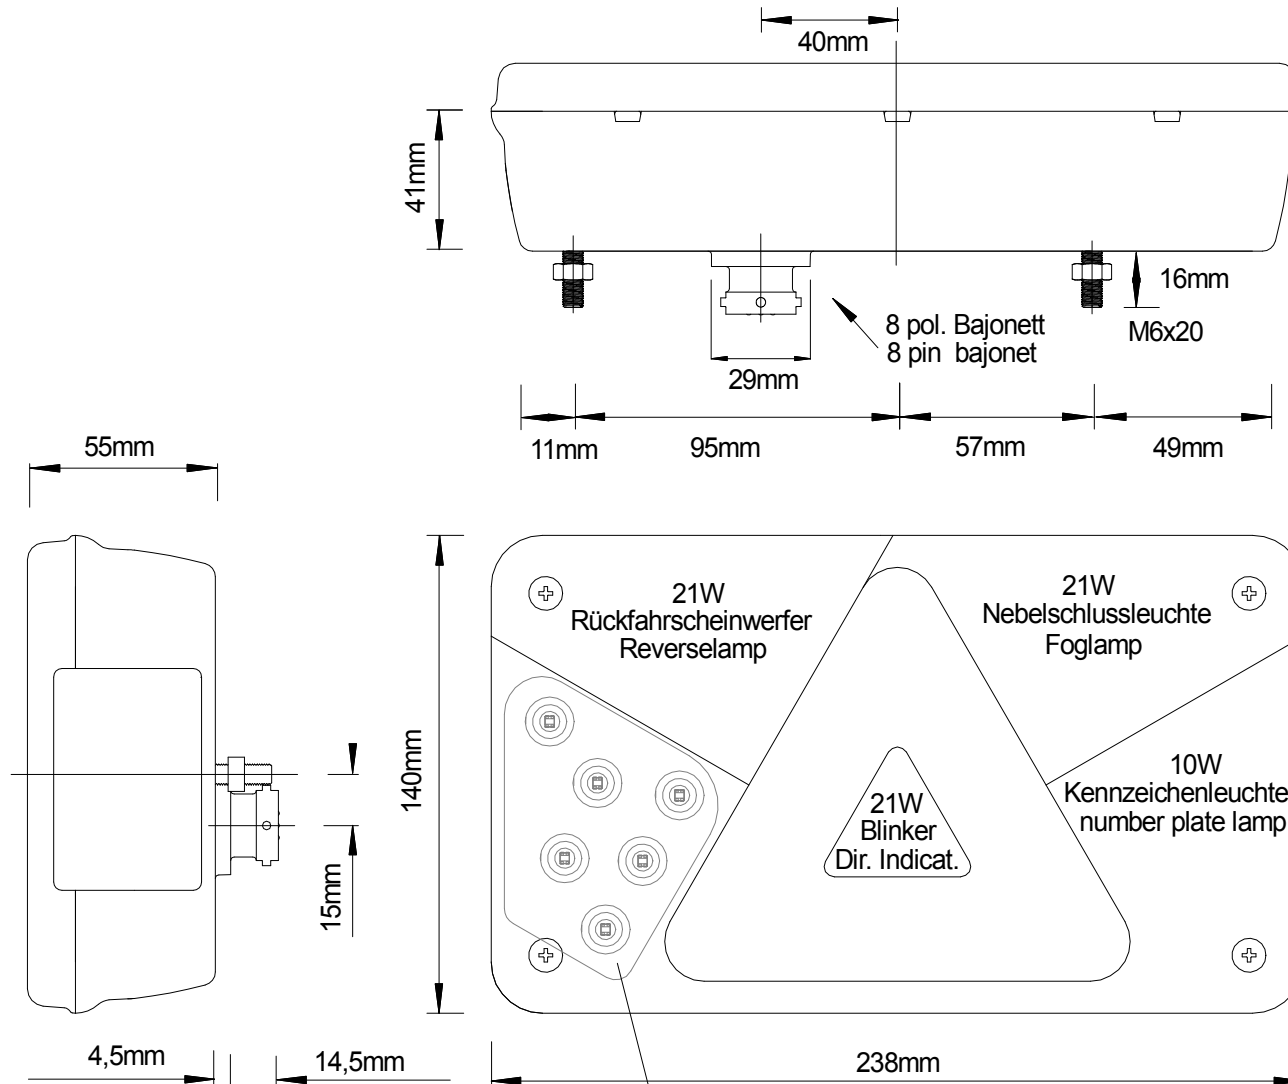 40mm
41mm
16mm
M6x20
8 pol. Bajonett
8 pin bajonet
29mm
11mm
95mm
57mm
49mm
55mm
140mm
15mm
21W
Rückfahrscheinwerfer
Reverselamp
21W
Nebelschlussleuchte
Foglamp
10W
Kennzeichenleuchte
number plate lamp
21W
Blinker
Dir. Indicat.
4,5mm
14,5mm
238mm